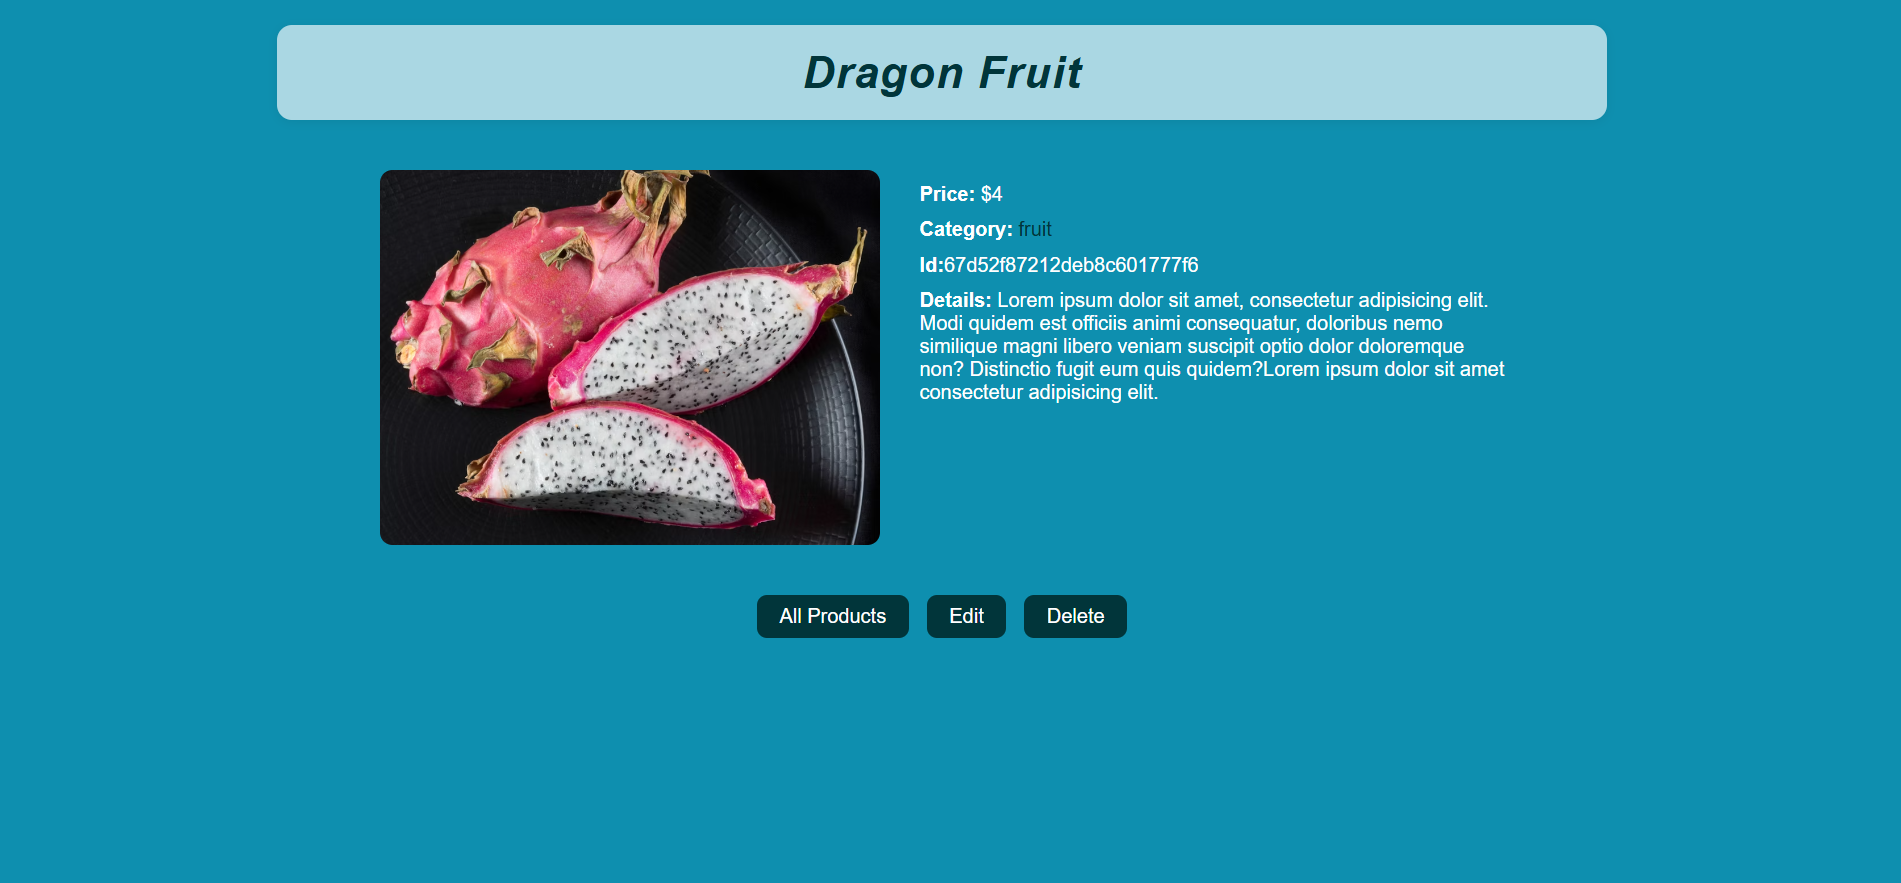 Dragon Fruit
Price: $4
Category: fruit
Id:67d52f87212deb8c601777f6
Details: Lorem ipsum dolor sit amet, consectetur adipisicing elit.
Modi quidem est officiis animi consequatur, doloribus nemo
similique magni libero veniam suscipit optio dolor doloremque
non? Distinctio fugit eum quis quidem?Lorem ipsum dolor sit amet
consectetur adipisicing elit.
All Products Edit Delete